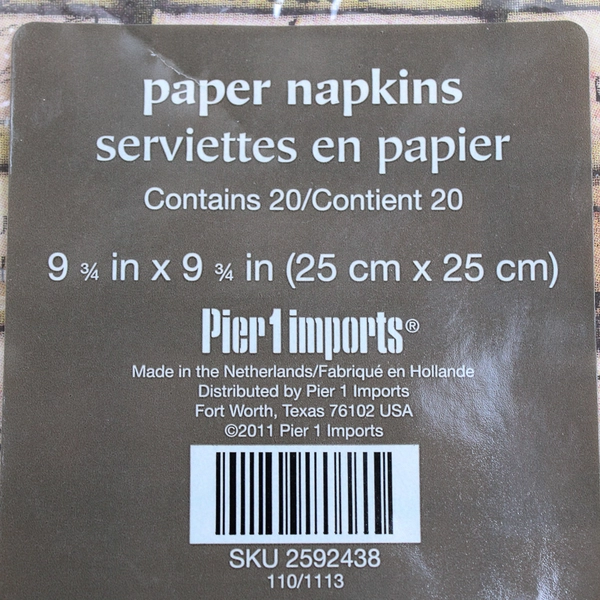 paper napkins
serviettes en papier
Contains 20/Contient 20
9 ¾ in x 9 ¾ in (25 cm x 25 cm)
Pier 1 imports®
Made in the Netherlands/Fabriqué en Hollande
Distributed by Pier 1 Imports
Fort Worth, Texas 76102 USA
©2011 Pier 1 Imports
SKU 2592438
110/1113